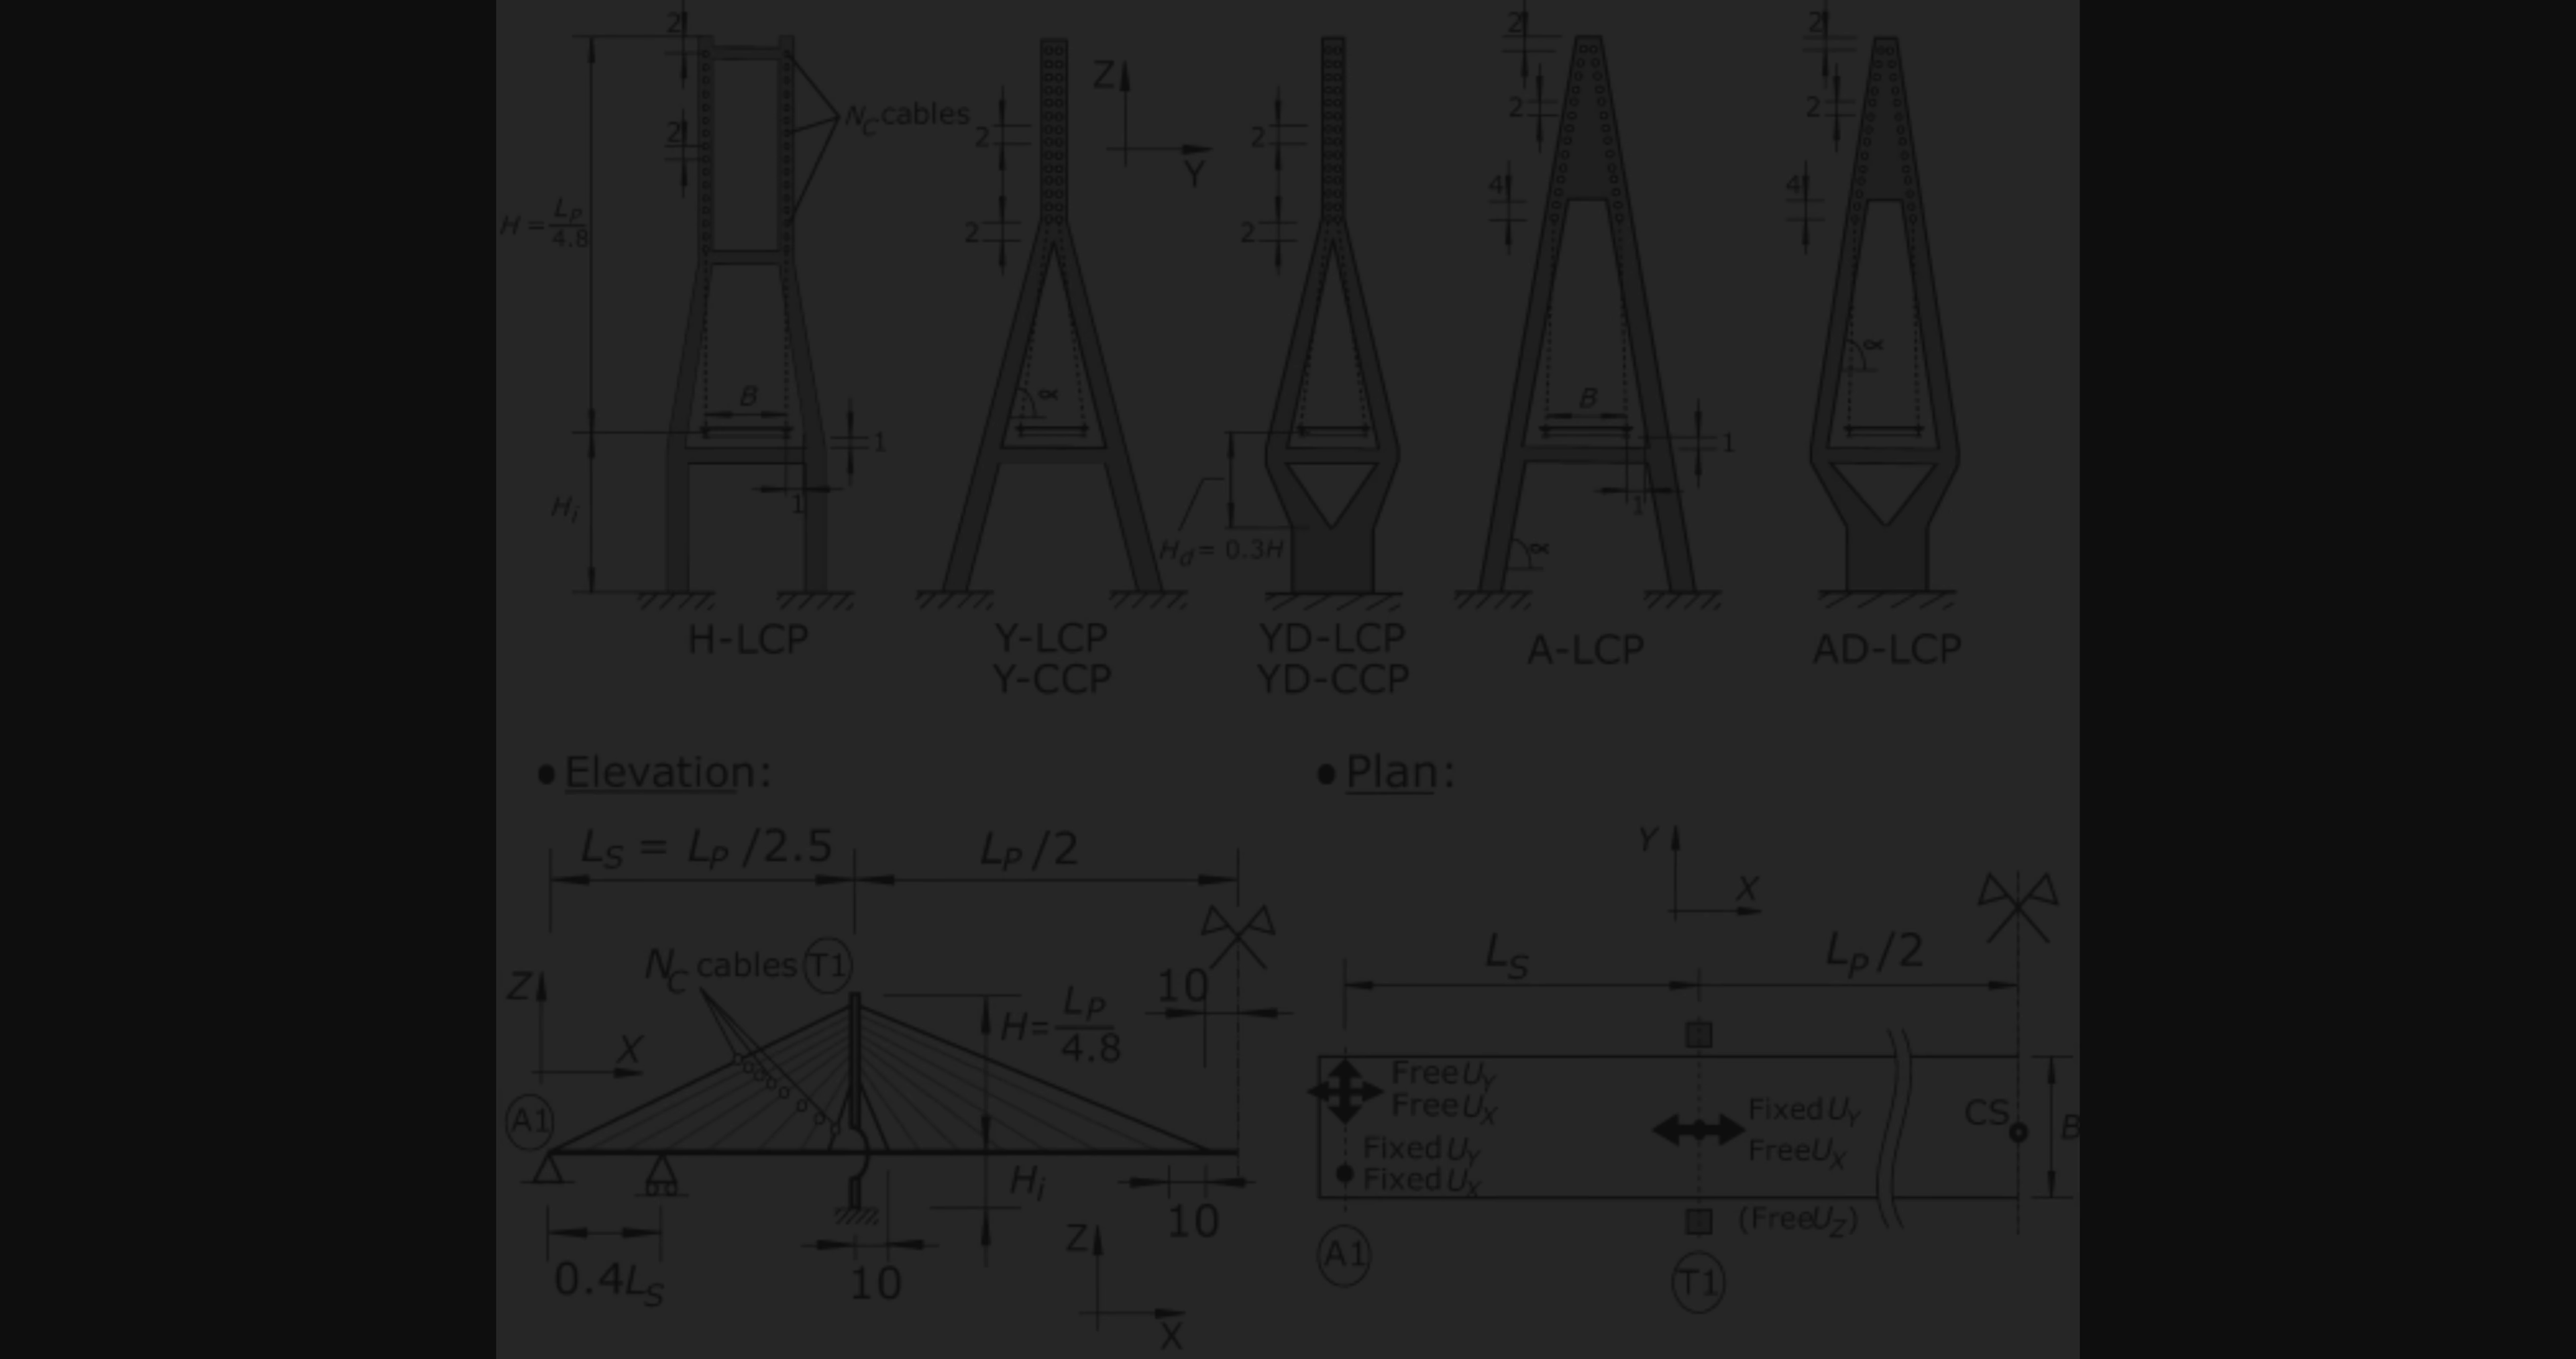 2
2
N_C cables
H = L_P/4.8
B
1
1
H_i
H-LCP
2
2
Z
Y
∝
Y-LCP
Y-CCP
2
2
H_d = 0.3H
YD-LCP
YD-CCP
2
2
4
B
1
1
∝
A-LCP
2
2
4
∝
AD-LCP
• Elevation:
L_S = L_P /2.5
L_P /2
N_C cables
T1
Z
X
A1
H = L_P/4.8
10
H_i
10
0.4L_S
10
Z
X
• Plan:
Y
X
L_S
L_P /2
Free U_Y
Free U_X
Fixed U_Y
Fixed U_X
Fixed U_Y
Free U_X
(Free U_Z)
CS
B
A1
T1